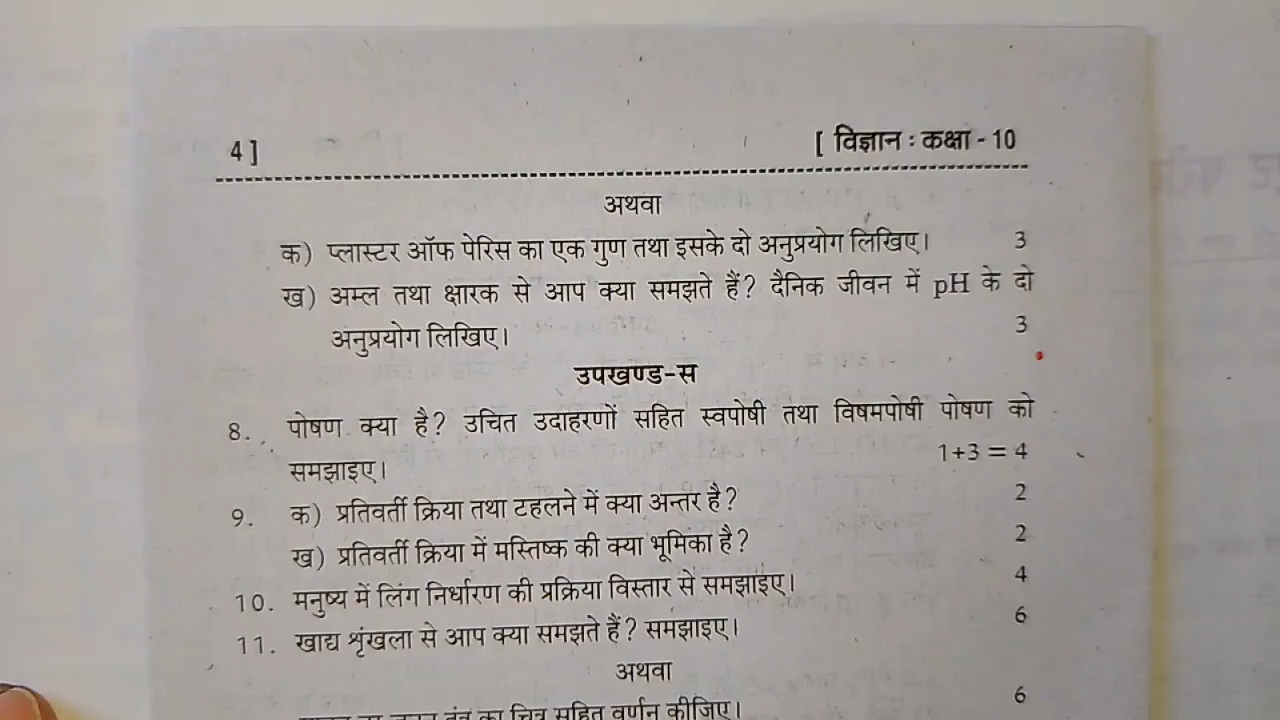 4]
[ विज्ञान : कक्षा - 10
अथवा
क) प्लास्टर ऑफ पेरिस का एक गुण तथा इसके दो अनुप्रयोग लिखिए। 3
ख) अम्ल तथा क्षारक से आप क्या समझते हैं? दैनिक जीवन में pH के दो
अनुप्रयोग लिखिए। 3
उपखण्ड-स
8. पोषण क्या है? उचित उदाहरणों सहित स्वपोषी तथा विषमपोषी पोषण को
समझाइए। 1+3 = 4
9. क) प्रतिवर्ती क्रिया तथा टहलने में क्या अन्तर है? 2
ख) प्रतिवर्ती क्रिया में मस्तिष्क की क्या भूमिका है? 2
10. मनुष्य में लिंग निर्धारण की प्रक्रिया विस्तार से समझाइए। 4
11. खाद्य श्रृंखला से आप क्या समझते हैं? समझाइए। 6
अथवा
का चित्र सहित वर्णन कीजिए। 6